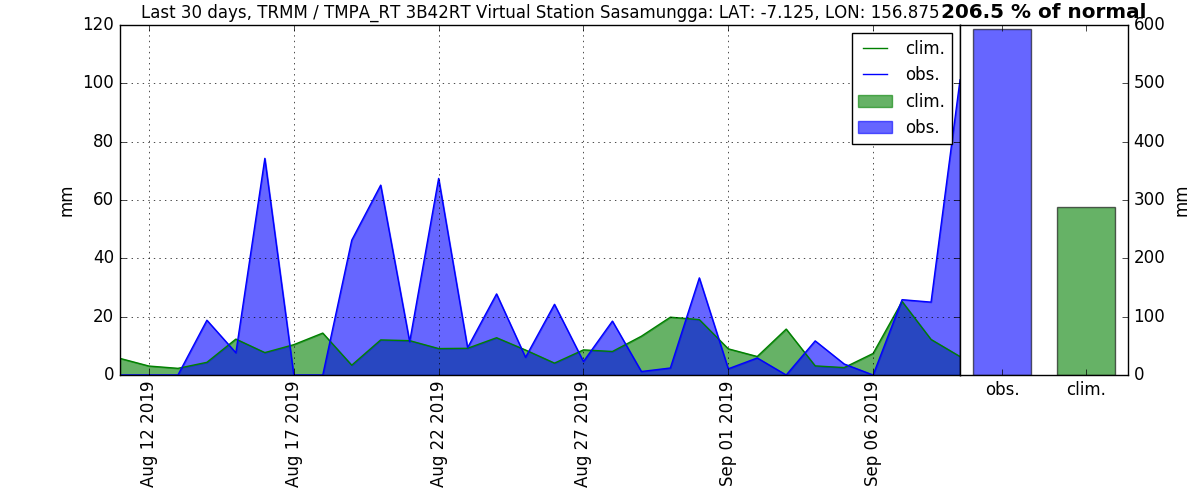 Last 30 days, TRMM / TMPA_RT 3B42RT Virtual Station Sasamungga: LAT: -7.125, LON: 156.875
206.5 % of normal
120
100
80
60
40
20
0
mm
clim.
obs.
clim.
obs.
600
500
400
300
200
100
0
mm
obs.
clim.
Aug 12 2019
Aug 17 2019
Aug 22 2019
Aug 27 2019
Sep 01 2019
Sep 06 2019